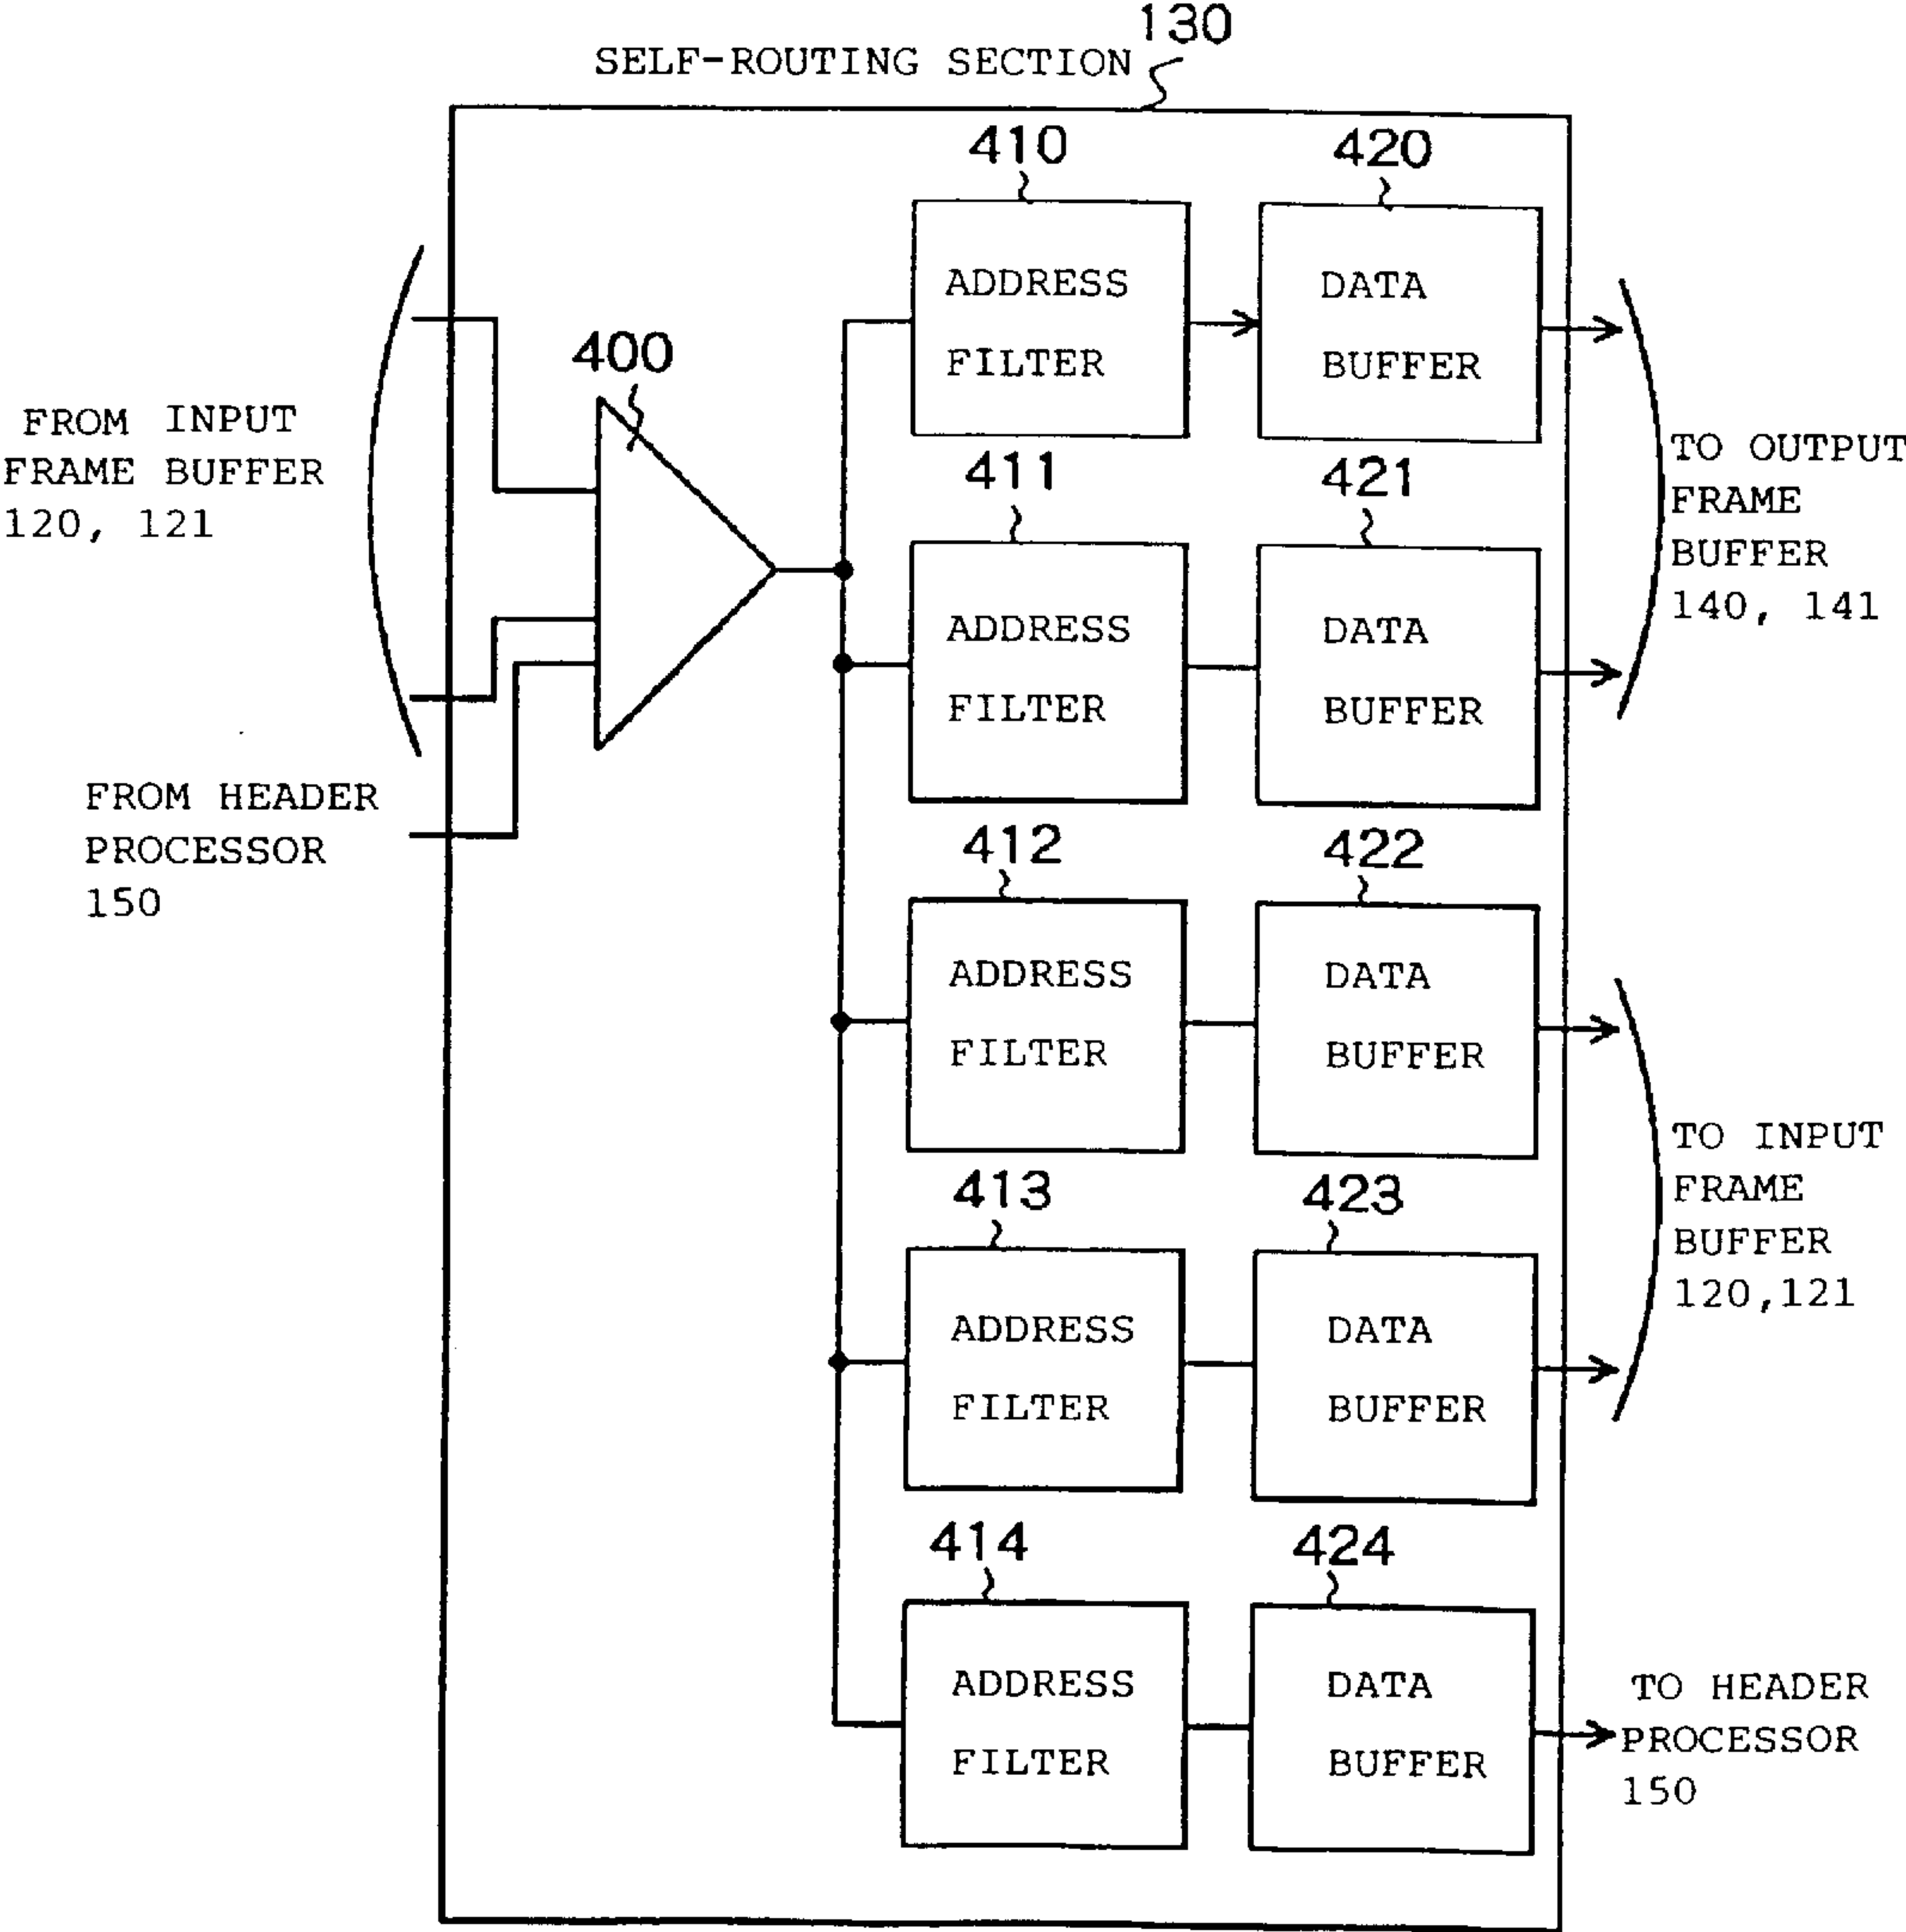 130
SELF-ROUTING SECTION
410
420
ADDRESS
FILTER
DATA
BUFFER
400
FROM INPUT
FRAME BUFFER
120, 121
TO OUTPUT
FRAME
BUFFER
140, 141
411
421
ADDRESS
FILTER
DATA
BUFFER
FROM HEADER
PROCESSOR
150
412
422
ADDRESS
FILTER
DATA
BUFFER
TO INPUT
FRAME
BUFFER
120,121
413
423
ADDRESS
FILTER
DATA
BUFFER
414
424
ADDRESS
FILTER
DATA
BUFFER
TO HEADER
PROCESSOR
150